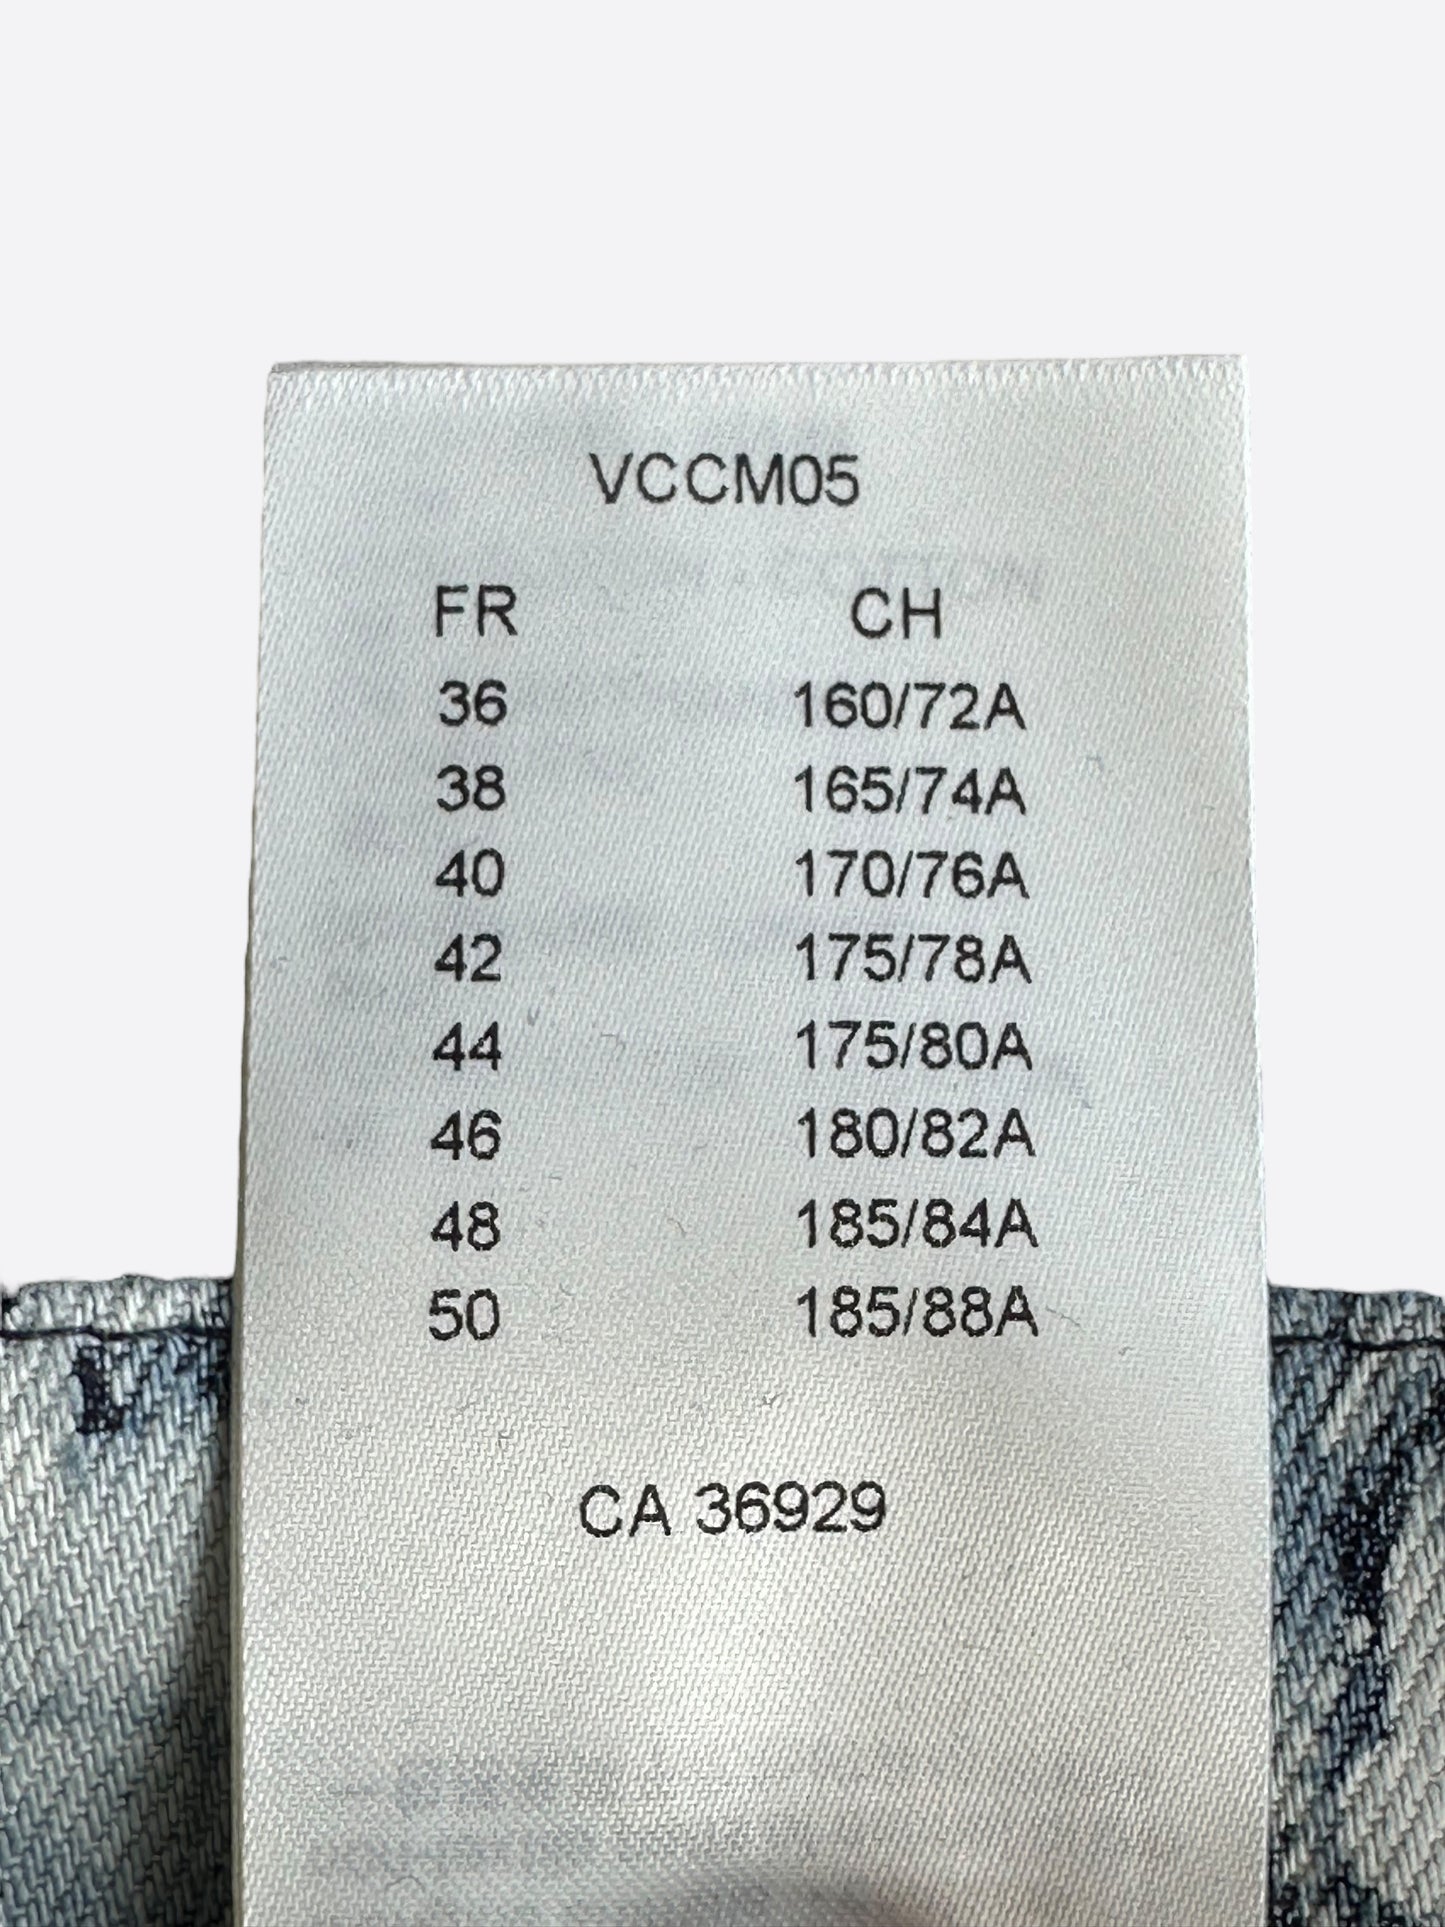 VCCM05
FR CH
36 160/72A
38 165/74A
40 170/76A
42 175/78A
44 175/80A
46 180/82A
48 185/84A
50 185/88A
CA 36929